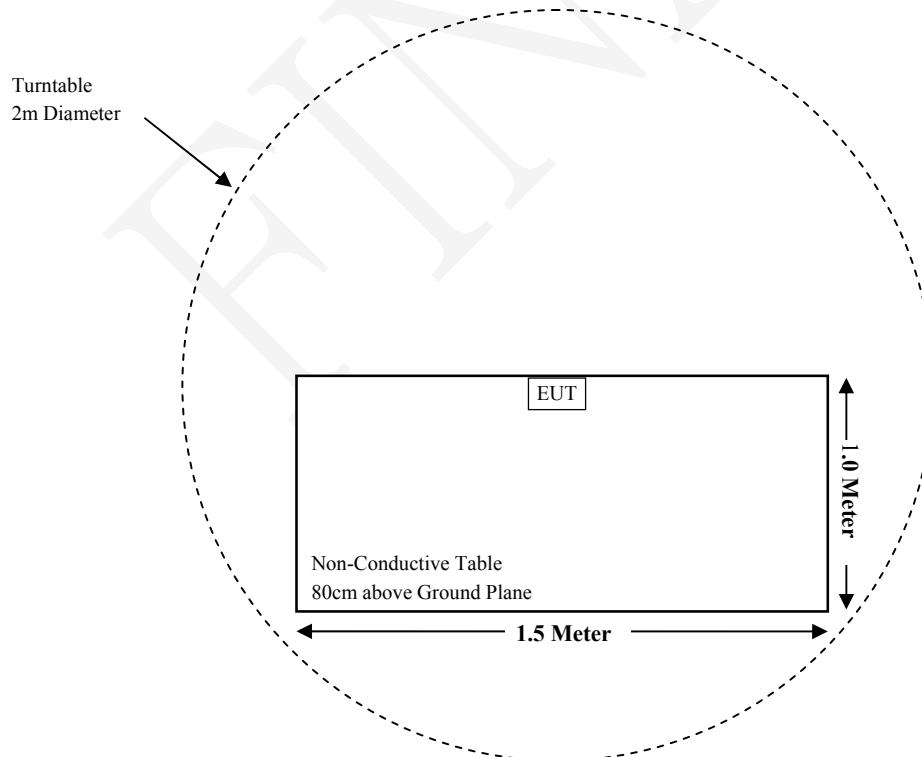 Turntable
2m Diameter
EUT
1.0 Meter
Non-Conductive Table
80cm above Ground Plane
1.5 Meter